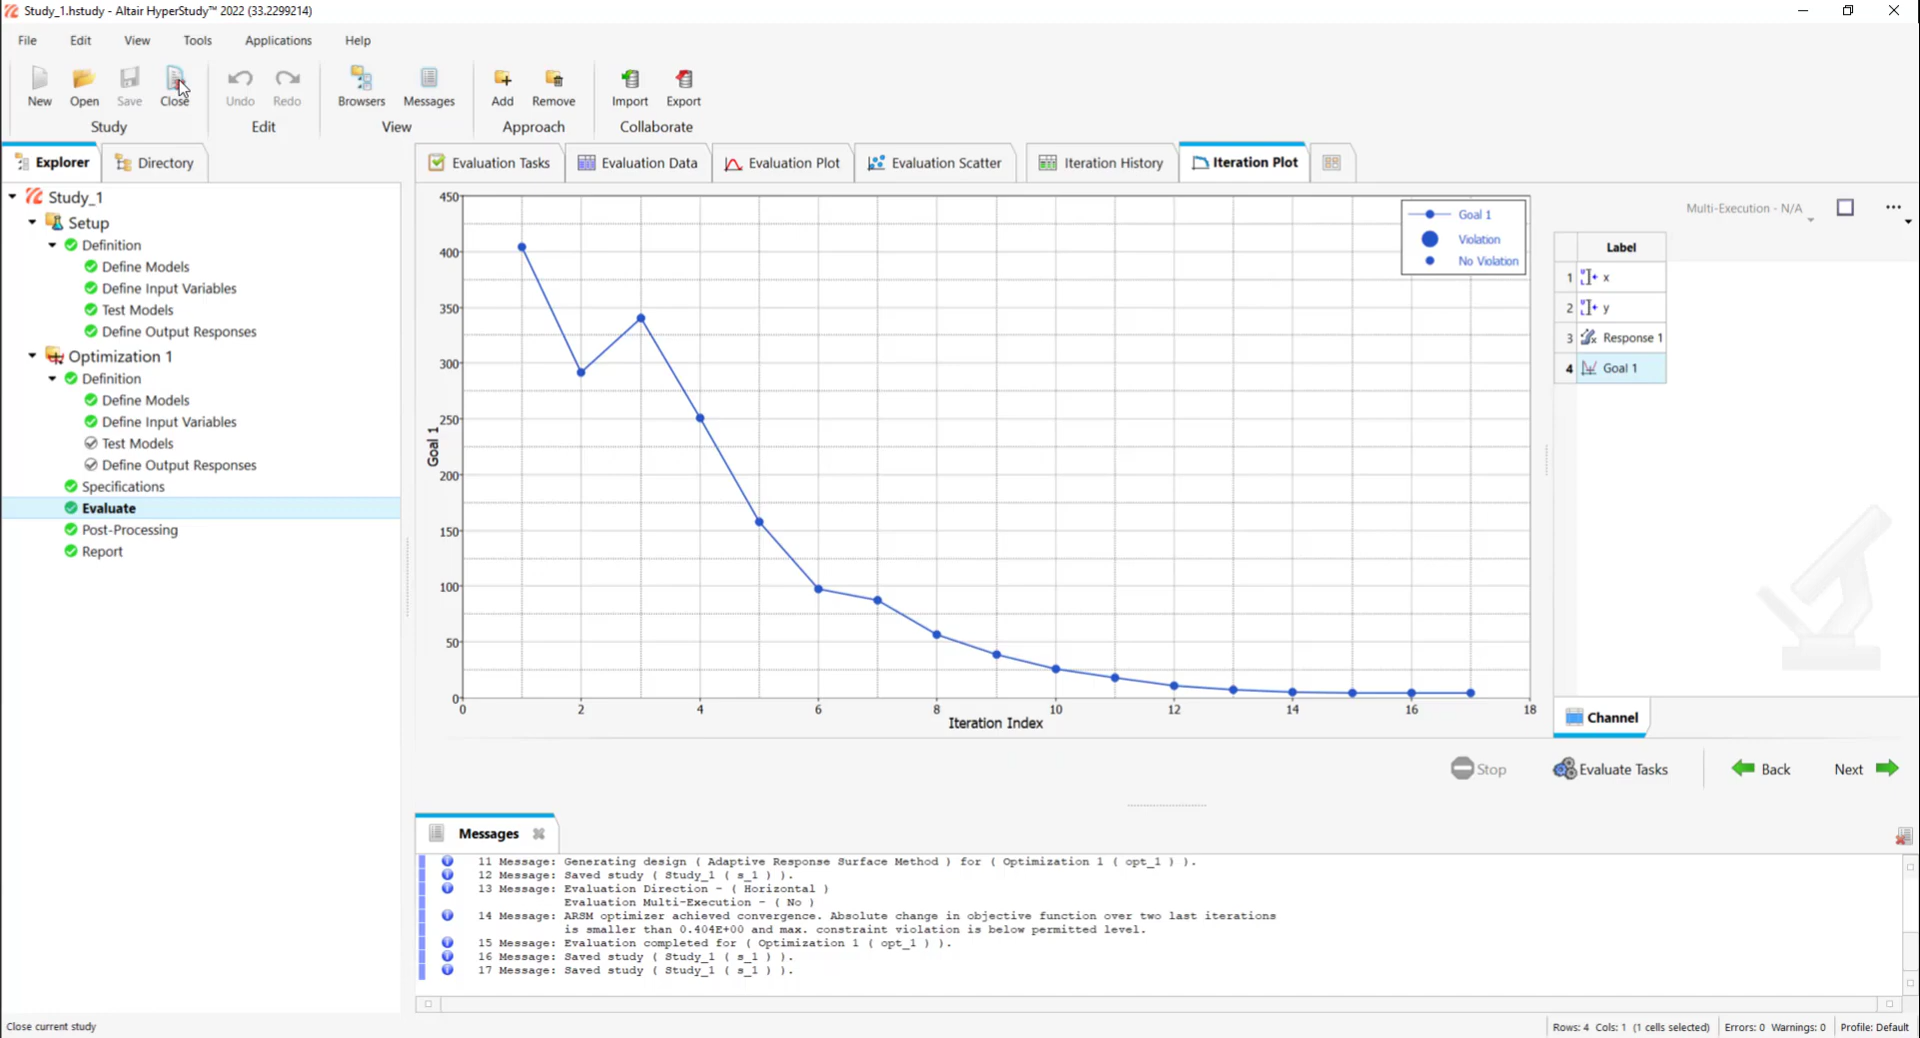 Study_1.hstudy - Altair HyperStudy™ 2022 (33.2299214)
File Edit View Tools Applications Help
New Open Save Close Undo Redo Browsers Messages Add Remove Import Export
Study Edit View Approach Collaborate
Explorer Directory
Study_1
Setup
Definition
Define Models
Define Input Variables
Test Models
Define Output Responses
Optimization 1
Definition
Define Models
Define Input Variables
Test Models
Define Output Responses
Specifications
Evaluate
Post-Processing
Report
Evaluation Tasks Evaluation Data Evaluation Plot Evaluation Scatter Iteration History Iteration Plot
450
400
350
300
250
200
150
100
50
0
Goal 1
0 2 4 6 8 10 12 14 16 18
Iteration Index
Goal 1
Violation
No Violation
Multi-Execution - N/A
Label
1 x
2 y
3 Response 1
4 Goal 1
Channel
Stop Evaluate Tasks Back Next
Messages
11 Message: Generating design ( Adaptive Response Surface Method ) for ( Optimization 1 ( opt_1 ) ).
12 Message: Saved study ( Study_1 ( s_1 ) ).
13 Message: Evaluation Direction - ( Horizontal )
Evaluation Multi-Execution - ( No )
14 Message: ARSM optimizer achieved convergence. Absolute change in objective function over two last iterations
is smaller than 0.404E+00 and max. constraint violation is below permitted level.
15 Message: Evaluation completed for ( Optimization 1 ( opt_1 ) ).
16 Message: Saved study ( Study_1 ( s_1 ) ).
17 Message: Saved study ( Study_1 ( s_1 ) ).
Close current study
Rows: 4 Cols: 1 (1 cells selected) Errors: 0 Warnings: 0 Profile: Default